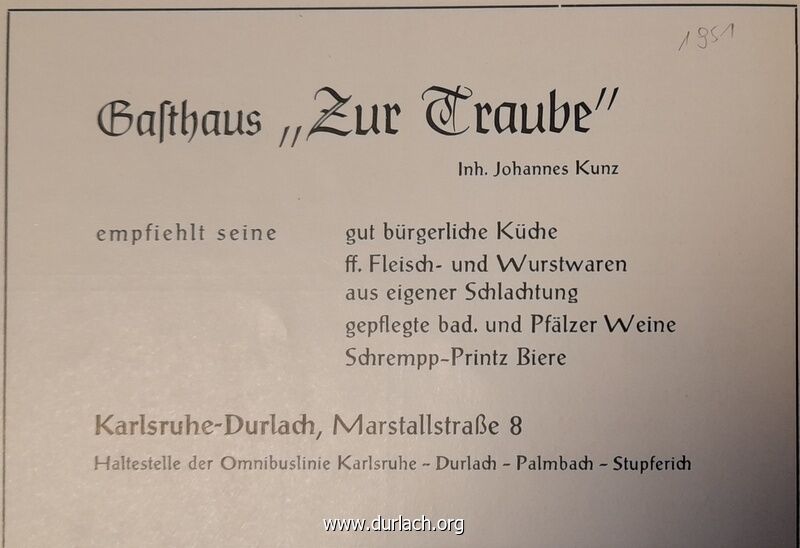 1951
Gasthaus „Zur Traube”
Inh. Johannes Kunz
empfiehlt seine gut bürgerliche Küche
ff. Fleisch- und Wurstwaren
aus eigener Schlachtung
gepflegte bad. und Pfälzer Weine
Schrempp-Printz Biere
Karlsruhe-Durlach, Marstallstraße 8
Haltestelle der Omnibuslinie Karlsruhe - Durlach - Palmbach - Stupferich
www.durlach.org